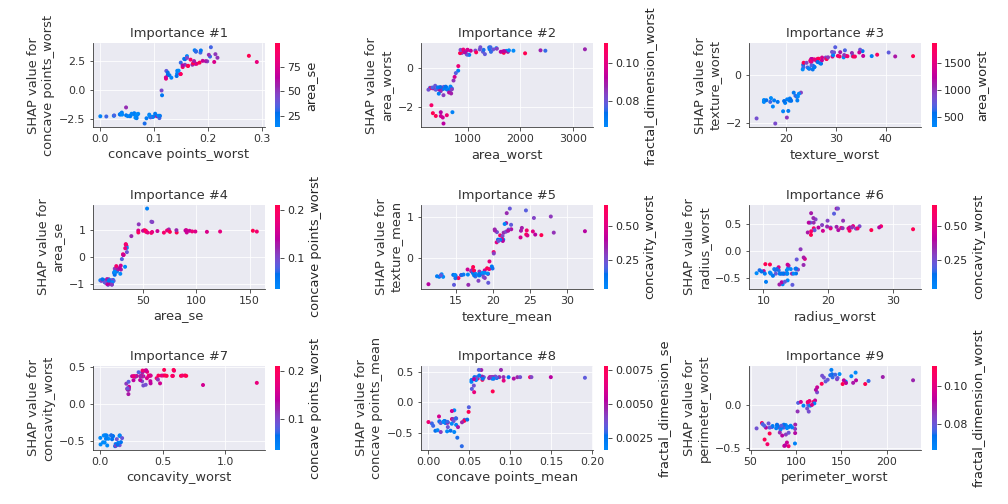 Importance #1
SHAP value for
concave points_worst
2.5
0.0
−2.5
0.0
0.1
0.2
0.3
concave points_worst
75
50
25
area_se
Importance #2
SHAP value for
area_worst
0
−2
1000
2000
3000
area_worst
0.10
0.08
fractal_dimension_worst
Importance #3
SHAP value for
texture_worst
0
−2
20
30
40
texture_worst
1500
1000
500
area_worst
Importance #4
SHAP value for
area_se
1
0
−1
50
100
150
area_se
0.2
0.1
concave points_worst
Importance #5
SHAP value for
texture_mean
1
0
15
20
25
30
texture_mean
0.50
0.25
concavity_worst
Importance #6
SHAP value for
radius_worst
0.5
0.0
−0.5
10
20
30
radius_worst
0.50
0.25
concavity_worst
Importance #7
SHAP value for
concavity_worst
0.5
0.0
−0.5
0.0
0.5
1.0
concavity_worst
0.2
0.1
concave points_worst
Importance #8
SHAP value for
concave points_mean
0.5
0.0
−0.5
0.00
0.05
0.10
0.15
0.20
concave points_mean
0.0075
0.0050
0.0025
fractal_dimension_se
Importance #9
SHAP value for
perimeter_worst
0.0
−0.5
50
100
150
200
perimeter_worst
0.10
0.08
fractal_dimension_worst